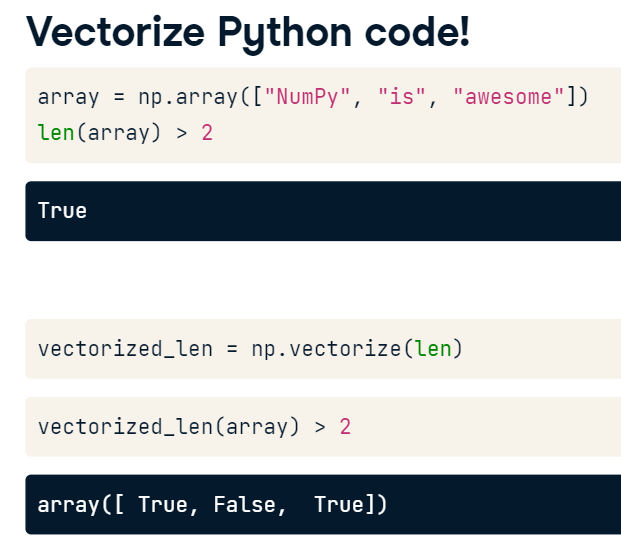 Vectorize Python code!
array = np.array(["NumPy", "is", "awesome"])
len(array) > 2
True
vectorized_len = np.vectorize(len)
vectorized_len(array) > 2
array([ True, False,  True])